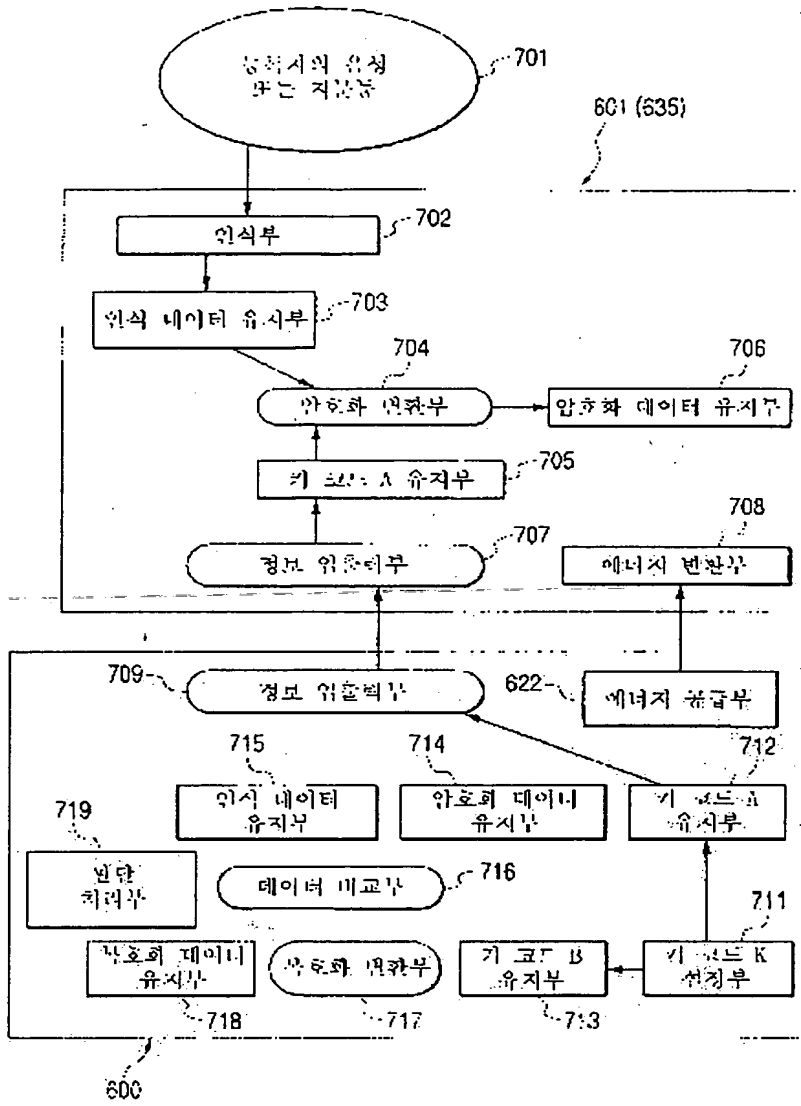 701
또는 지문등
601 (635)
인식부
702
인식 데이터 유지부
703
704
706
암호화 변환부
암호화 데이터 유지부
키 코드 A 유지부
705
707
708
정보 입출력부
에너지 변환부
709
정보 입출력부
622
에너지 공급부
715
714
712
인식 데이터
유지부
암호화 데이터
유지부
키 코드 A
유지부
719
판단
처리부
데이터 비교부
716
711
암호화 데이터
유지부
암호화 변환부
키 코드 B
유지부
키 코드 K
설정부
718
717
713
600